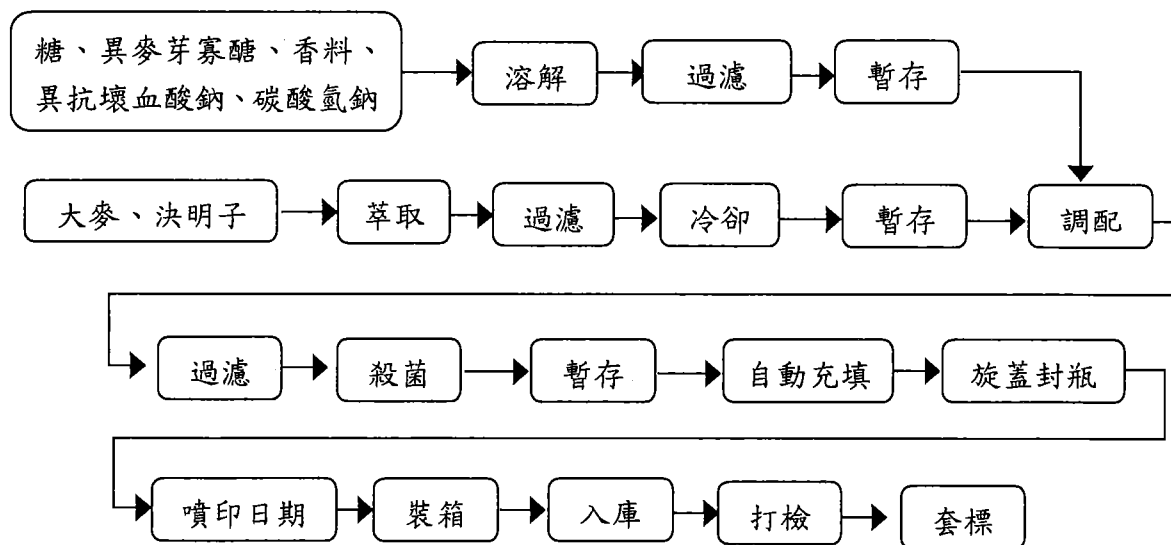 糖、異麥芽寡醣、香料、
異抗壞血酸鈉、碳酸氫鈉
溶解
過濾
暫存
大麥、決明子
萃取
過濾
冷卻
暫存
調配
過濾
殺菌
暫存
自動充填
旋蓋封瓶
噴印日期
裝箱
入庫
打檢
套標